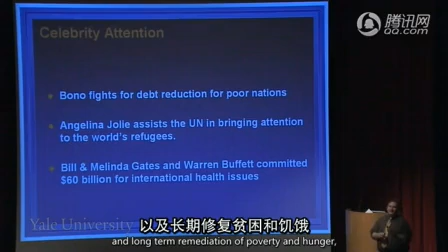 腾讯网
QQ.com
Celebrity Attention
Bono fights for debt reduction for poor nations
Angelina Jolie assists the UN in bringing attention
to the world's refugees.
Bill & Melinda Gates and Warren Buffett committed
$60 billion for international health issues
以及长期修复贫困和饥饿
Yale University
and long term remediation of poverty and hunger,